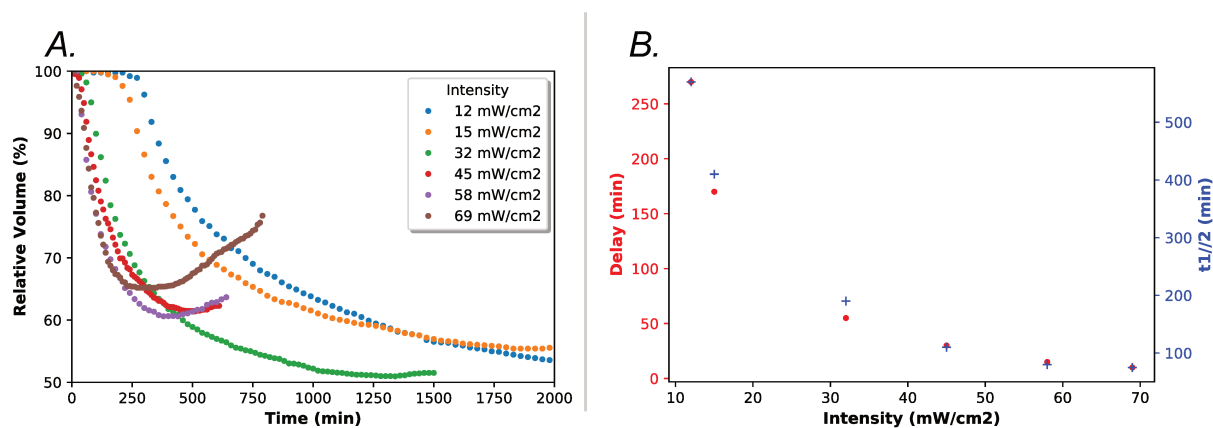 A.
Relative Volume (%)
100
90
80
70
60
50
0
250
500
750
1000
1250
1500
1750
2000
Time (min)
Intensity
12 mW/cm2
15 mW/cm2
32 mW/cm2
45 mW/cm2
58 mW/cm2
69 mW/cm2
B.
Delay (min)
250
200
150
100
50
0
10
20
30
40
50
60
70
Intensity (mW/cm2)
500
400
300
200
100
t1//2 (min)